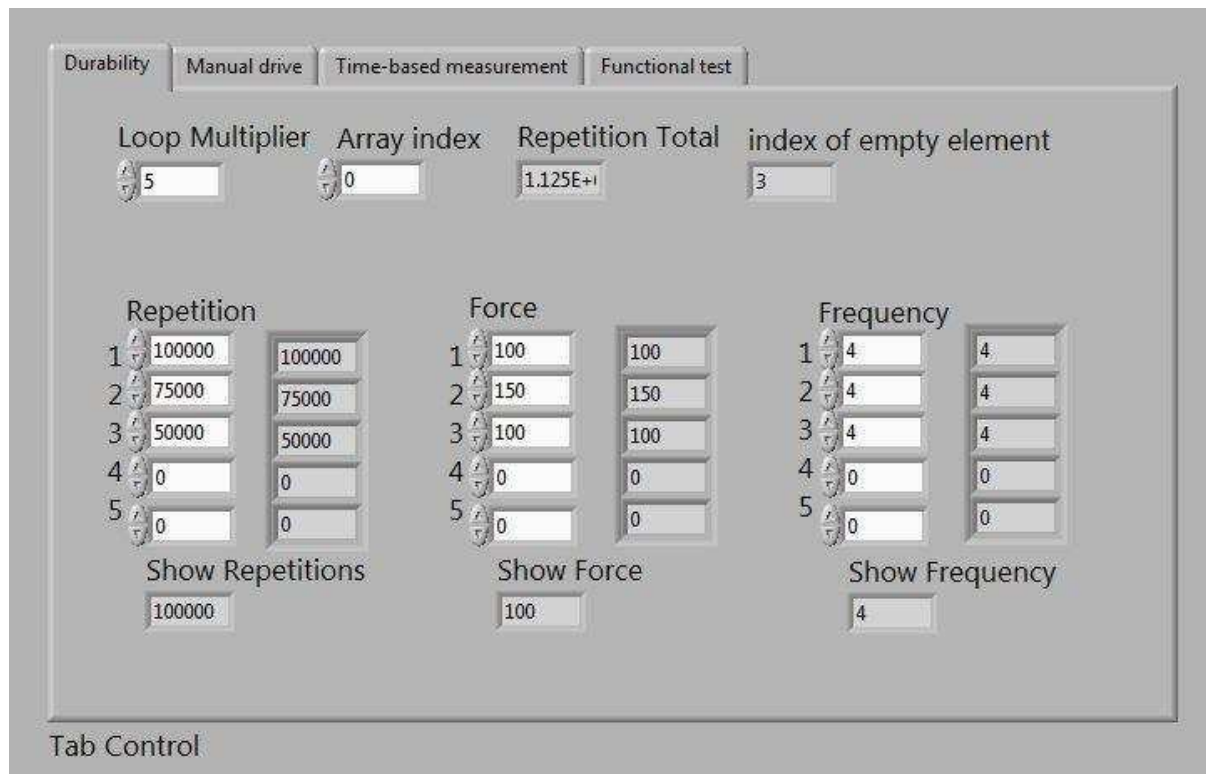 Durability Manual drive Time-based measurement Functional test
Loop Multiplier Array index Repetition Total index of empty element
5 0 1.125E+ 3
Repetition Force Frequency
1 100000 100000 1 100 100 1 4 4
2 75000 75000 2 150 150 2 4 4
3 50000 50000 3 100 100 3 4 4
4 0 0 4 0 0 4 0 0
5 0 0 5 0 0 5 0 0
Show Repetitions Show Force Show Frequency
100000 100 4
Tab Control